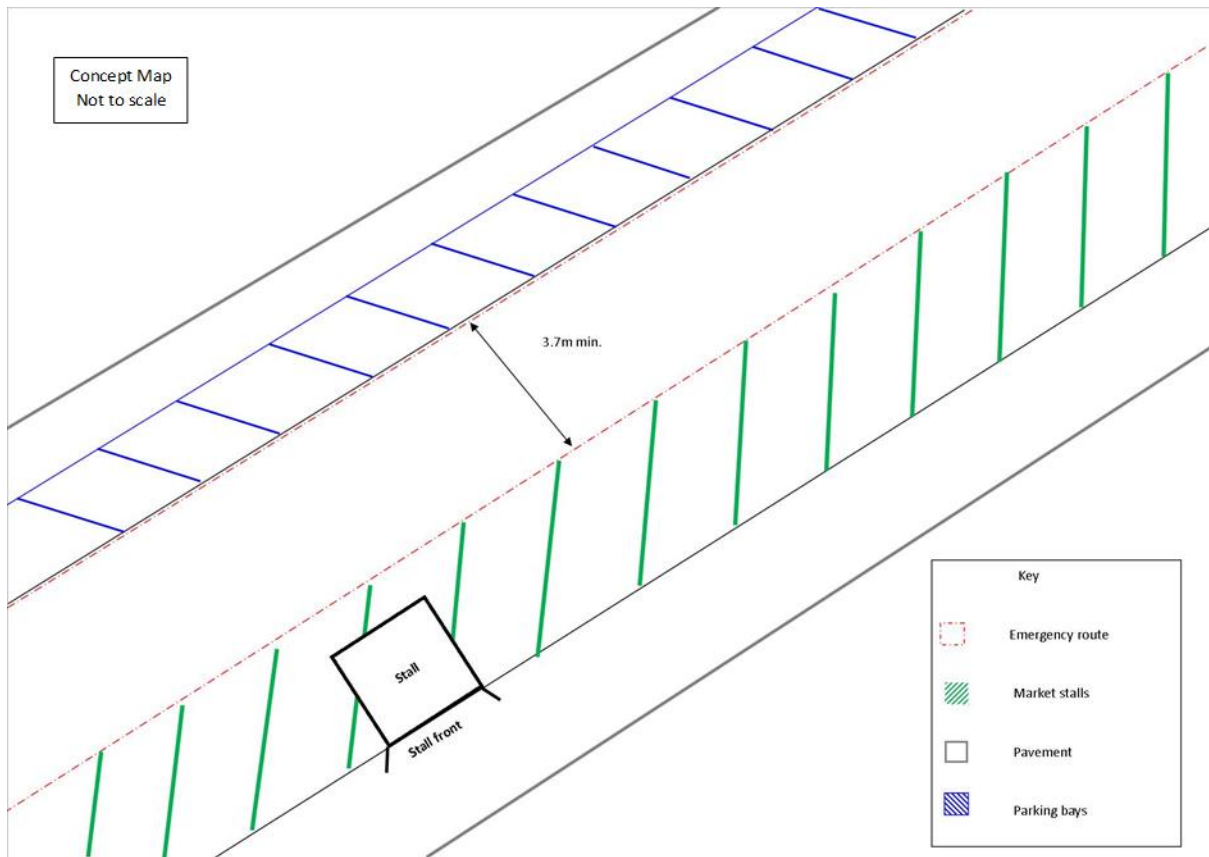 Concept Map
Not to scale
3.7m min.
Stall
Stall front
Key
Emergency route
Market stalls
Pavement
Parking bays